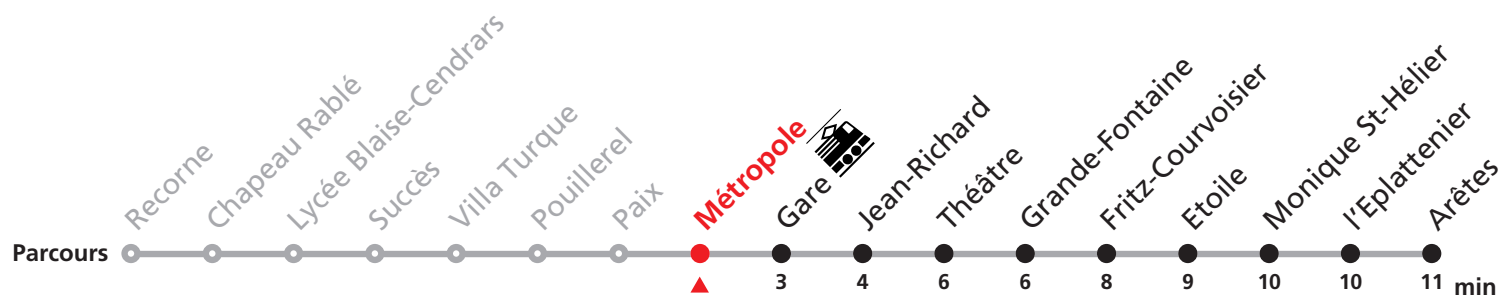 Recorne
Chapeau Rablé
Lycée Blaise-Cendrars
Succès
Villa Turque
Pouillerel
Paix
Métropole
Gare
Jean-Richard
Théâtre
Grande-Fontaine
Fritz-Courvoisier
Etoile
Monique St-Hélier
l'Eplattenier
Arêtes
Parcours
3 4 6 6 8 9 10 10 11 min